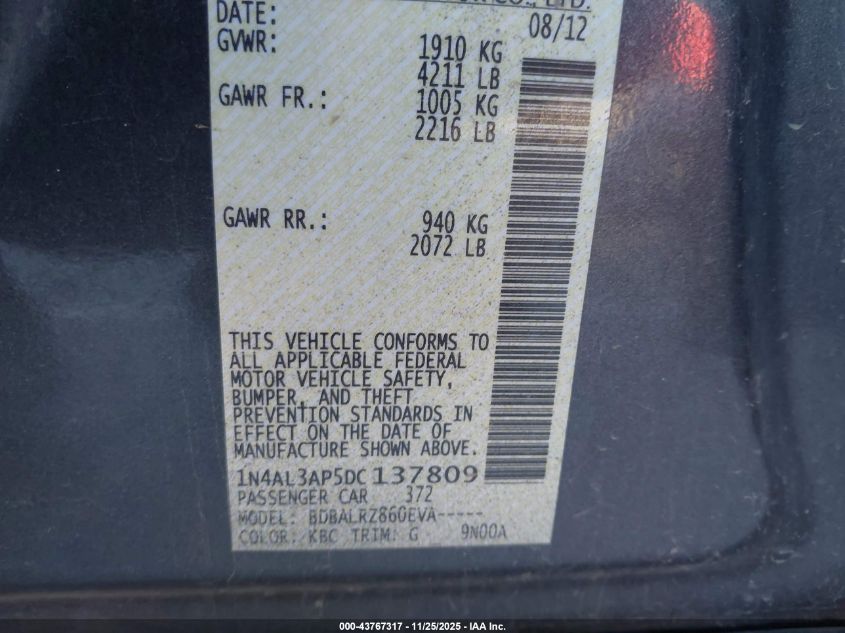 CO., LTD.
DATE: 08/12
GVWR: 1910 KG
4211 LB
GAWR FR.: 1005 KG
2216 LB
GAWR RR.: 940 KG
2072 LB
THIS VEHICLE CONFORMS TO
ALL APPLICABLE FEDERAL
MOTOR VEHICLE SAFETY,
BUMPER, AND THEFT
PREVENTION STANDARDS IN
EFFECT ON THE DATE OF
MANUFACTURE SHOWN ABOVE.
1N4AL3AP5DC137809
PASSENGER CAR 372
MODEL: BDBALRZ860EVA-----
COLOR: KBC TRIM: G 9N00A
000-43767317 - 11/25/2025 - IAA Inc.